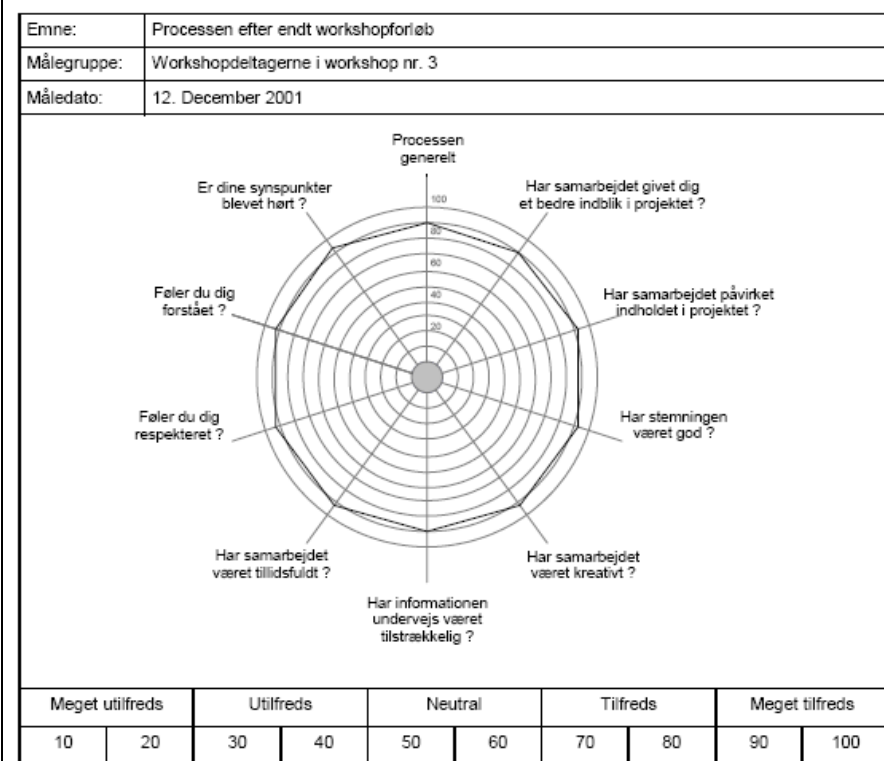 Emne: Processen efter endt workshopforløb
Målegruppe: Workshopdeltagerne i workshop nr. 3
Måledato: 12. December 2001
Processen
generelt
Er dine synspunkter
blevet hørt ?
Har samarbejdet givet dig
et bedre indblik i projektet ?
100
80
60
40
20
Føler du dig
forstået ?
Har samarbejdet påvirket
indholdet i projektet ?
Føler du dig
respekteret ?
Har stemningen
været god ?
Har samarbejdet
været tillidsfuldt ?
Har samarbejdet
været kreativt ?
Har informationen
undervejs været
tilstrækkelig ?
Meget utilfreds Utilfreds Neutral Tilfreds Meget tilfreds
10 20 30 40 50 60 70 80 90 100